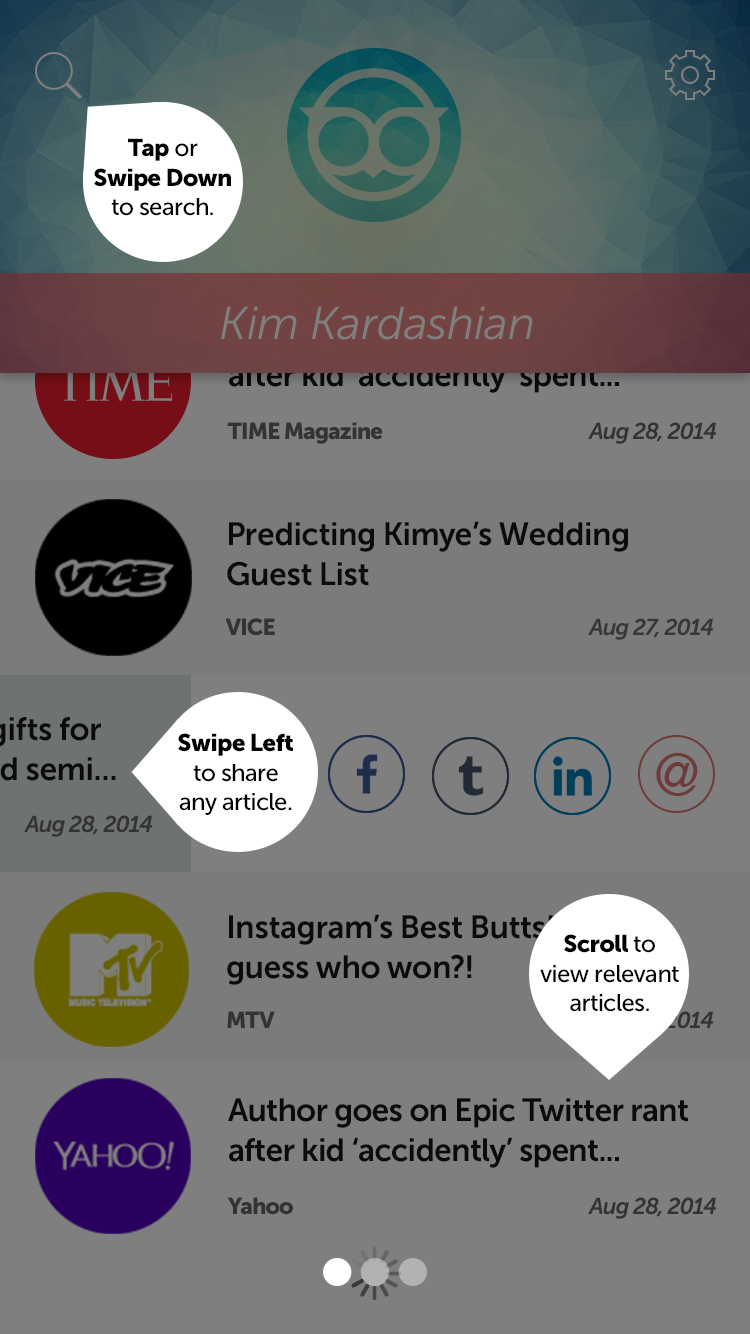 Tap or
Swipe Down
to search.
Kim Kardashian
TIME
after kid ‘accidently’ spent...
TIME Magazine
Aug 28, 2014
VICE
Predicting Kimye’s Wedding
Guest List
VICE
Aug 27, 2014
gifts for
d semi...
Aug 28, 2014
Swipe Left
to share
any article.
f
t
in
@
MTV
MUSIC TELEVISION
Instagram’s Best Butts!
guess who won?!
MTV
2014
Scroll to
view relevant
articles.
YAHOO!
Author goes on Epic Twitter rant
after kid ‘accidently’ spent...
Yahoo
Aug 28, 2014